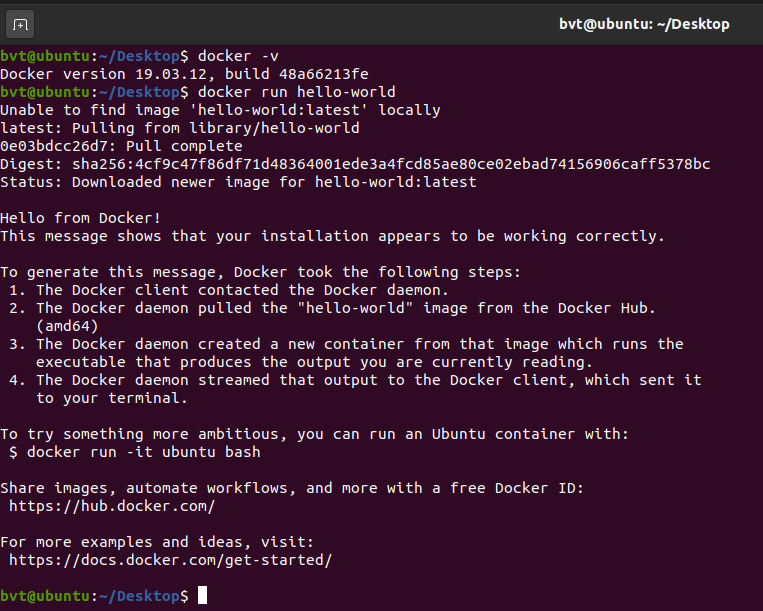 bvt@ubuntu: ~/Desktop
bvt@ubuntu:~/Desktop$ docker -v
Docker version 19.03.12, build 48a66213fe
bvt@ubuntu:~/Desktop$ docker run hello-world
Unable to find image 'hello-world:latest' locally
latest: Pulling from library/hello-world
0e03bdcc26d7: Pull complete
Digest: sha256:4cf9c47f86df71d48364001ede3a4fcd85ae80ce02ebad74156906caff5378bc
Status: Downloaded newer image for hello-world:latest

Hello from Docker!
This message shows that your installation appears to be working correctly.

To generate this message, Docker took the following steps:
 1. The Docker client contacted the Docker daemon.
 2. The Docker daemon pulled the "hello-world" image from the Docker Hub.
    (amd64)
 3. The Docker daemon created a new container from that image which runs the
    executable that produces the output you are currently reading.
 4. The Docker daemon streamed that output to the Docker client, which sent it
    to your terminal.

To try something more ambitious, you can run an Ubuntu container with:
 $ docker run -it ubuntu bash

Share images, automate workflows, and more with a free Docker ID:
 https://hub.docker.com/

For more examples and ideas, visit:
 https://docs.docker.com/get-started/

bvt@ubuntu:~/Desktop$